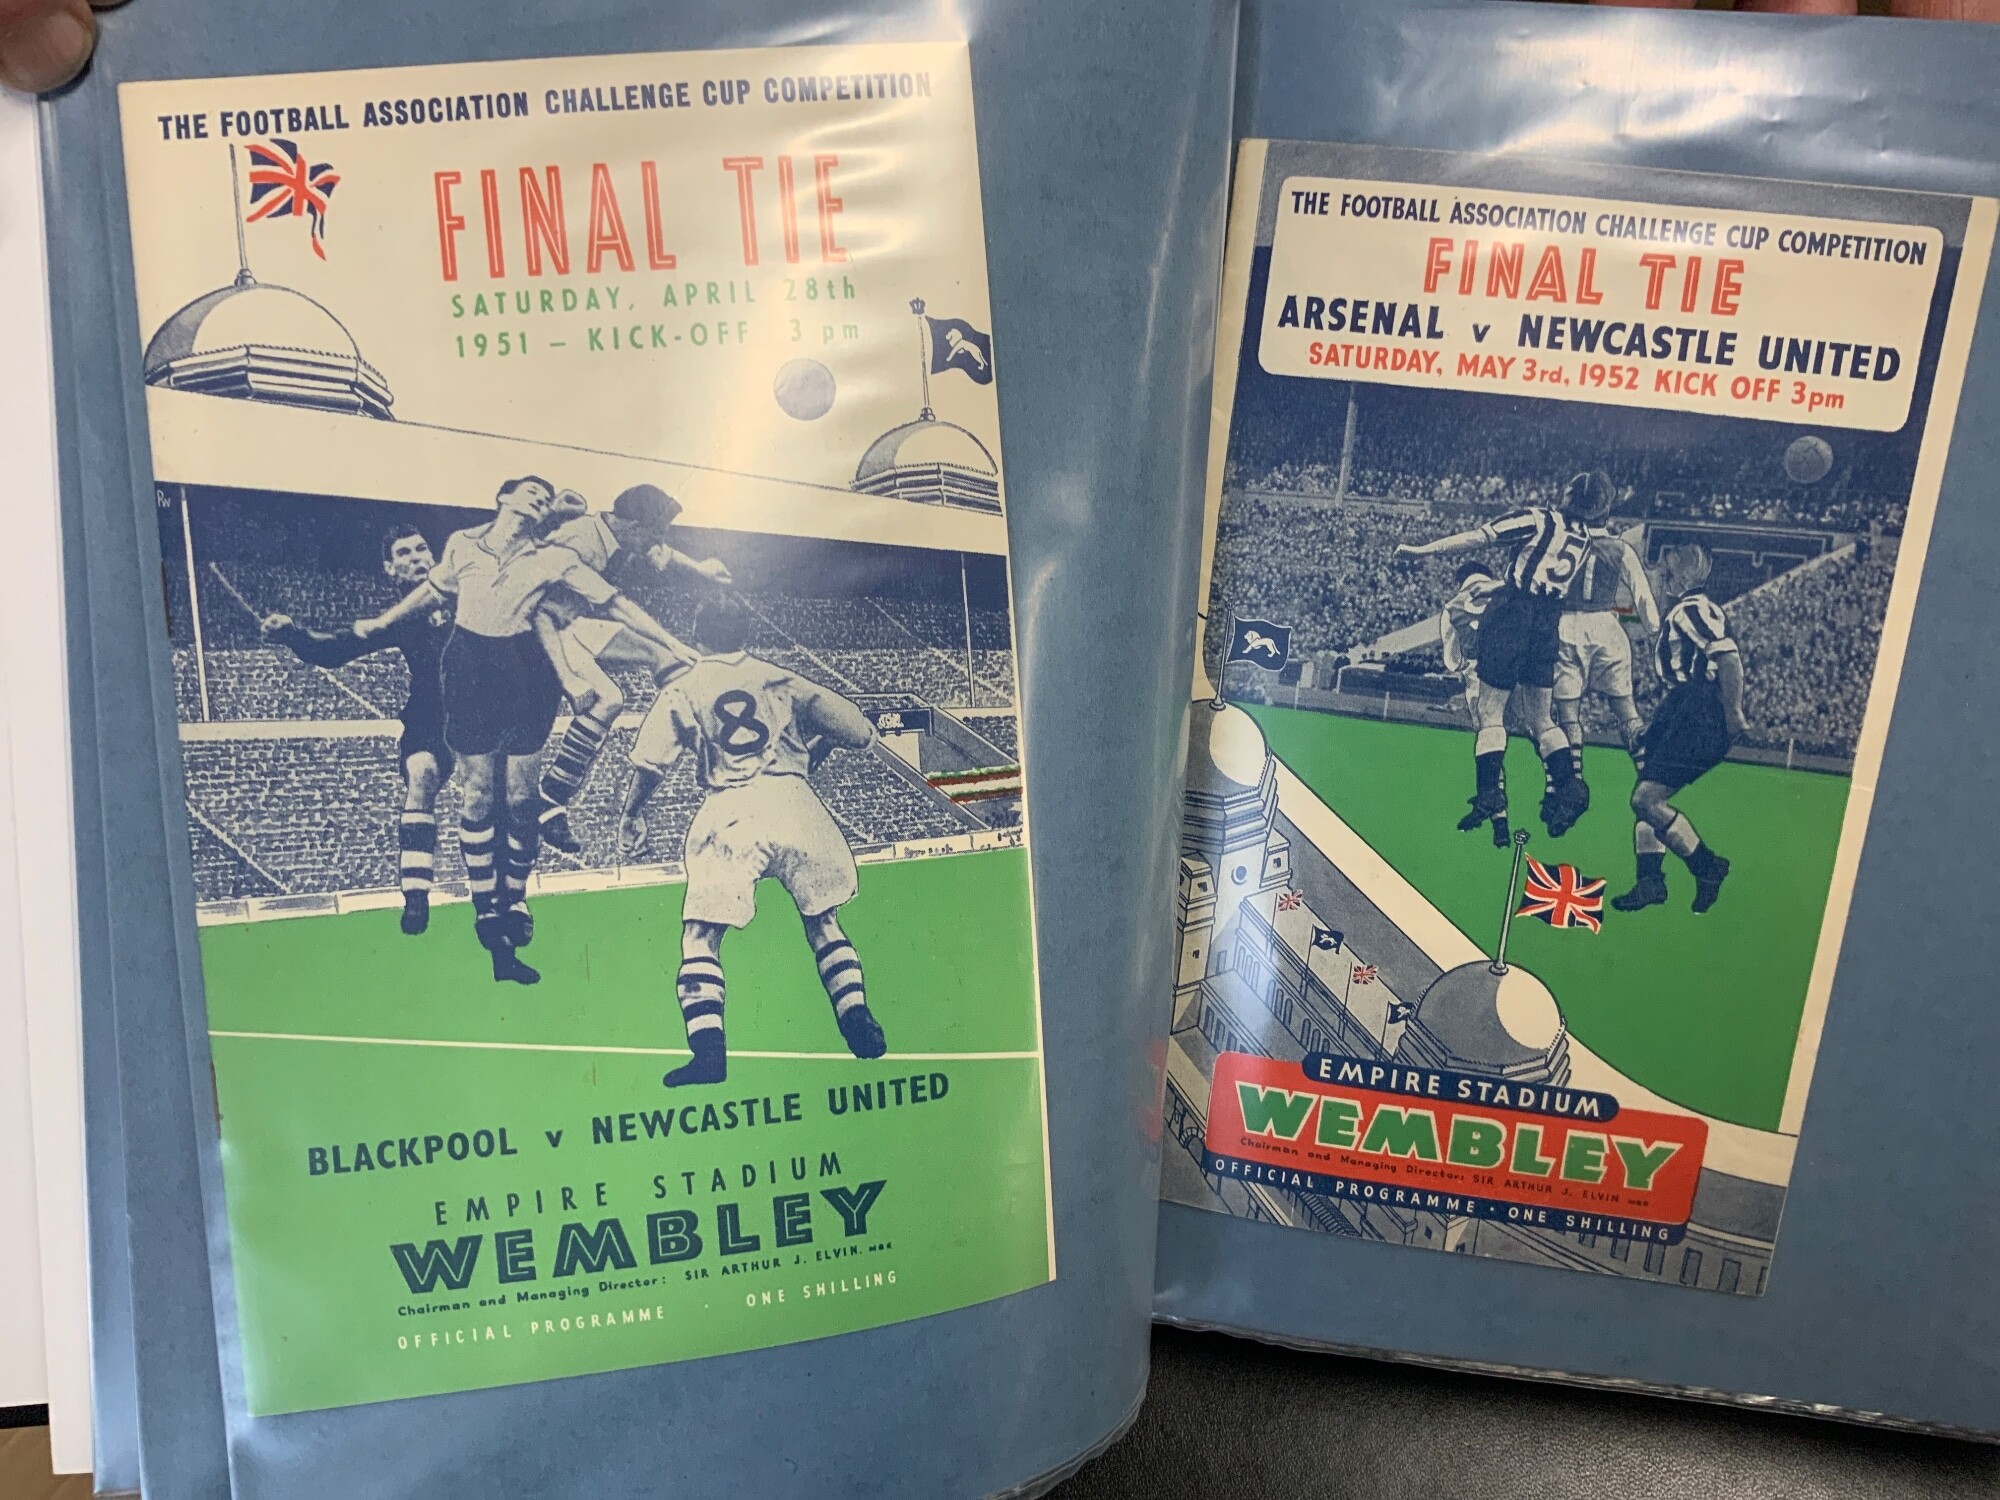 THE FOOTBALL ASSOCIATION CHALLENGE CUP COMPETITION
FINAL TIE
SATURDAY, APRIL 28th
1951 – KICK-OFF 3 pm
RW
8
BLACKPOOL v NEWCASTLE UNITED
EMPIRE STADIUM
WEMBLEY
Chairman and Managing Director: SIR ARTHUR J. ELVIN. MBE
OFFICIAL PROGRAMME · ONE SHILLING
THE FOOTBALL ASSOCIATION CHALLENGE CUP COMPETITION
FINAL TIE
ARSENAL v NEWCASTLE UNITED
SATURDAY, MAY 3rd, 1952 KICK OFF 3pm
5
EMPIRE STADIUM
WEMBLEY
Chairman and Managing Director: SIR ARTHUR J. ELVIN MBE
OFFICIAL PROGRAMME · ONE SHILLING